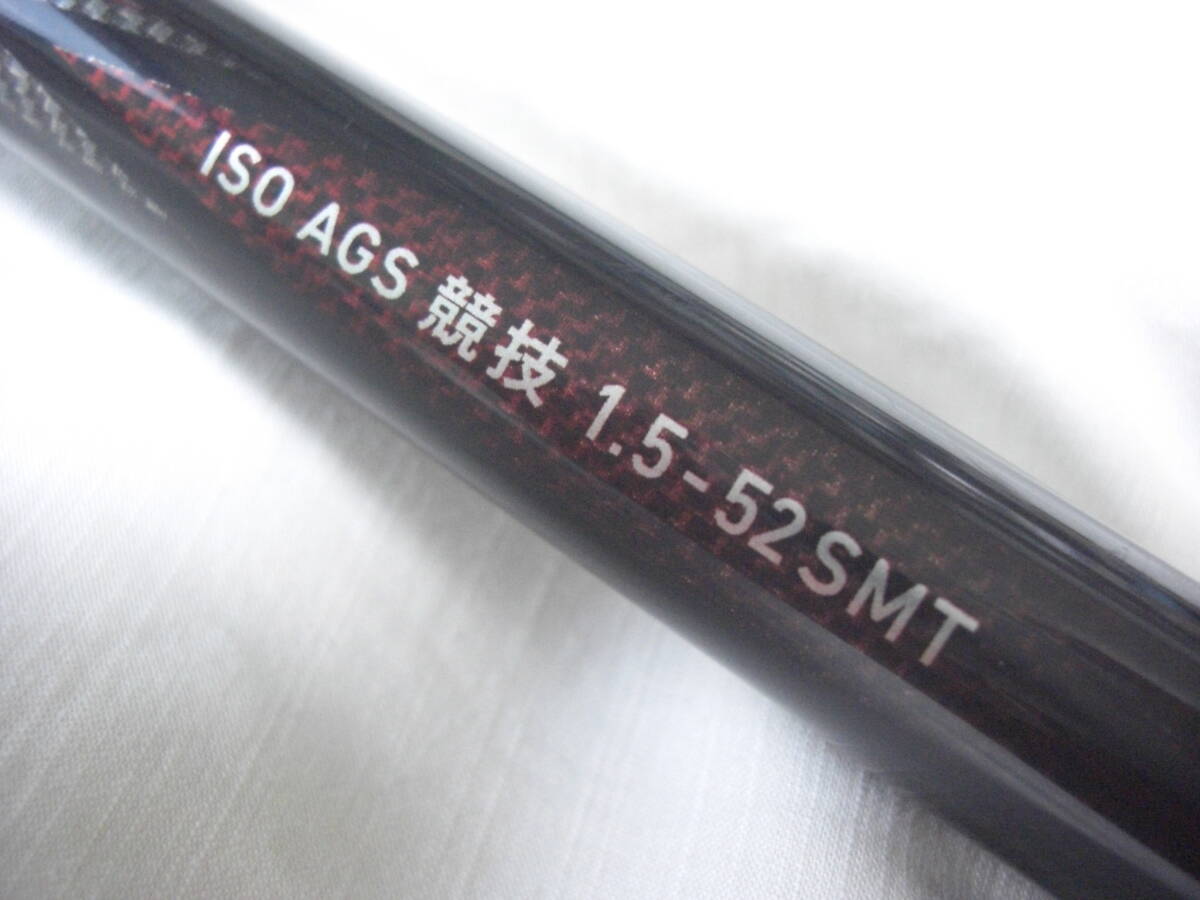 ISO AGS 競技 1.5-52SMT